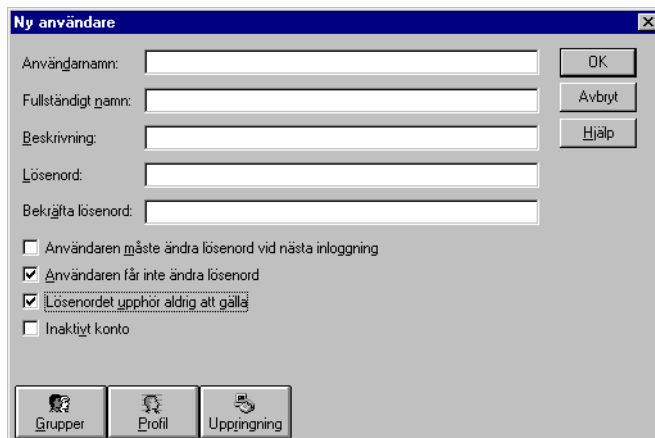 Ny användare
Användarnamn:
OK
Fullständigt namn:
Avbryt
Beskrivning:
Hjälp
Lösenord:
Bekräfta lösenord:
Användaren måste ändra lösenord vid nästa inloggning
Användaren får inte ändra lösenord
Lösenordet upphör aldrig att gälla
Inaktivt konto
Grupper
Profil
Uppringning